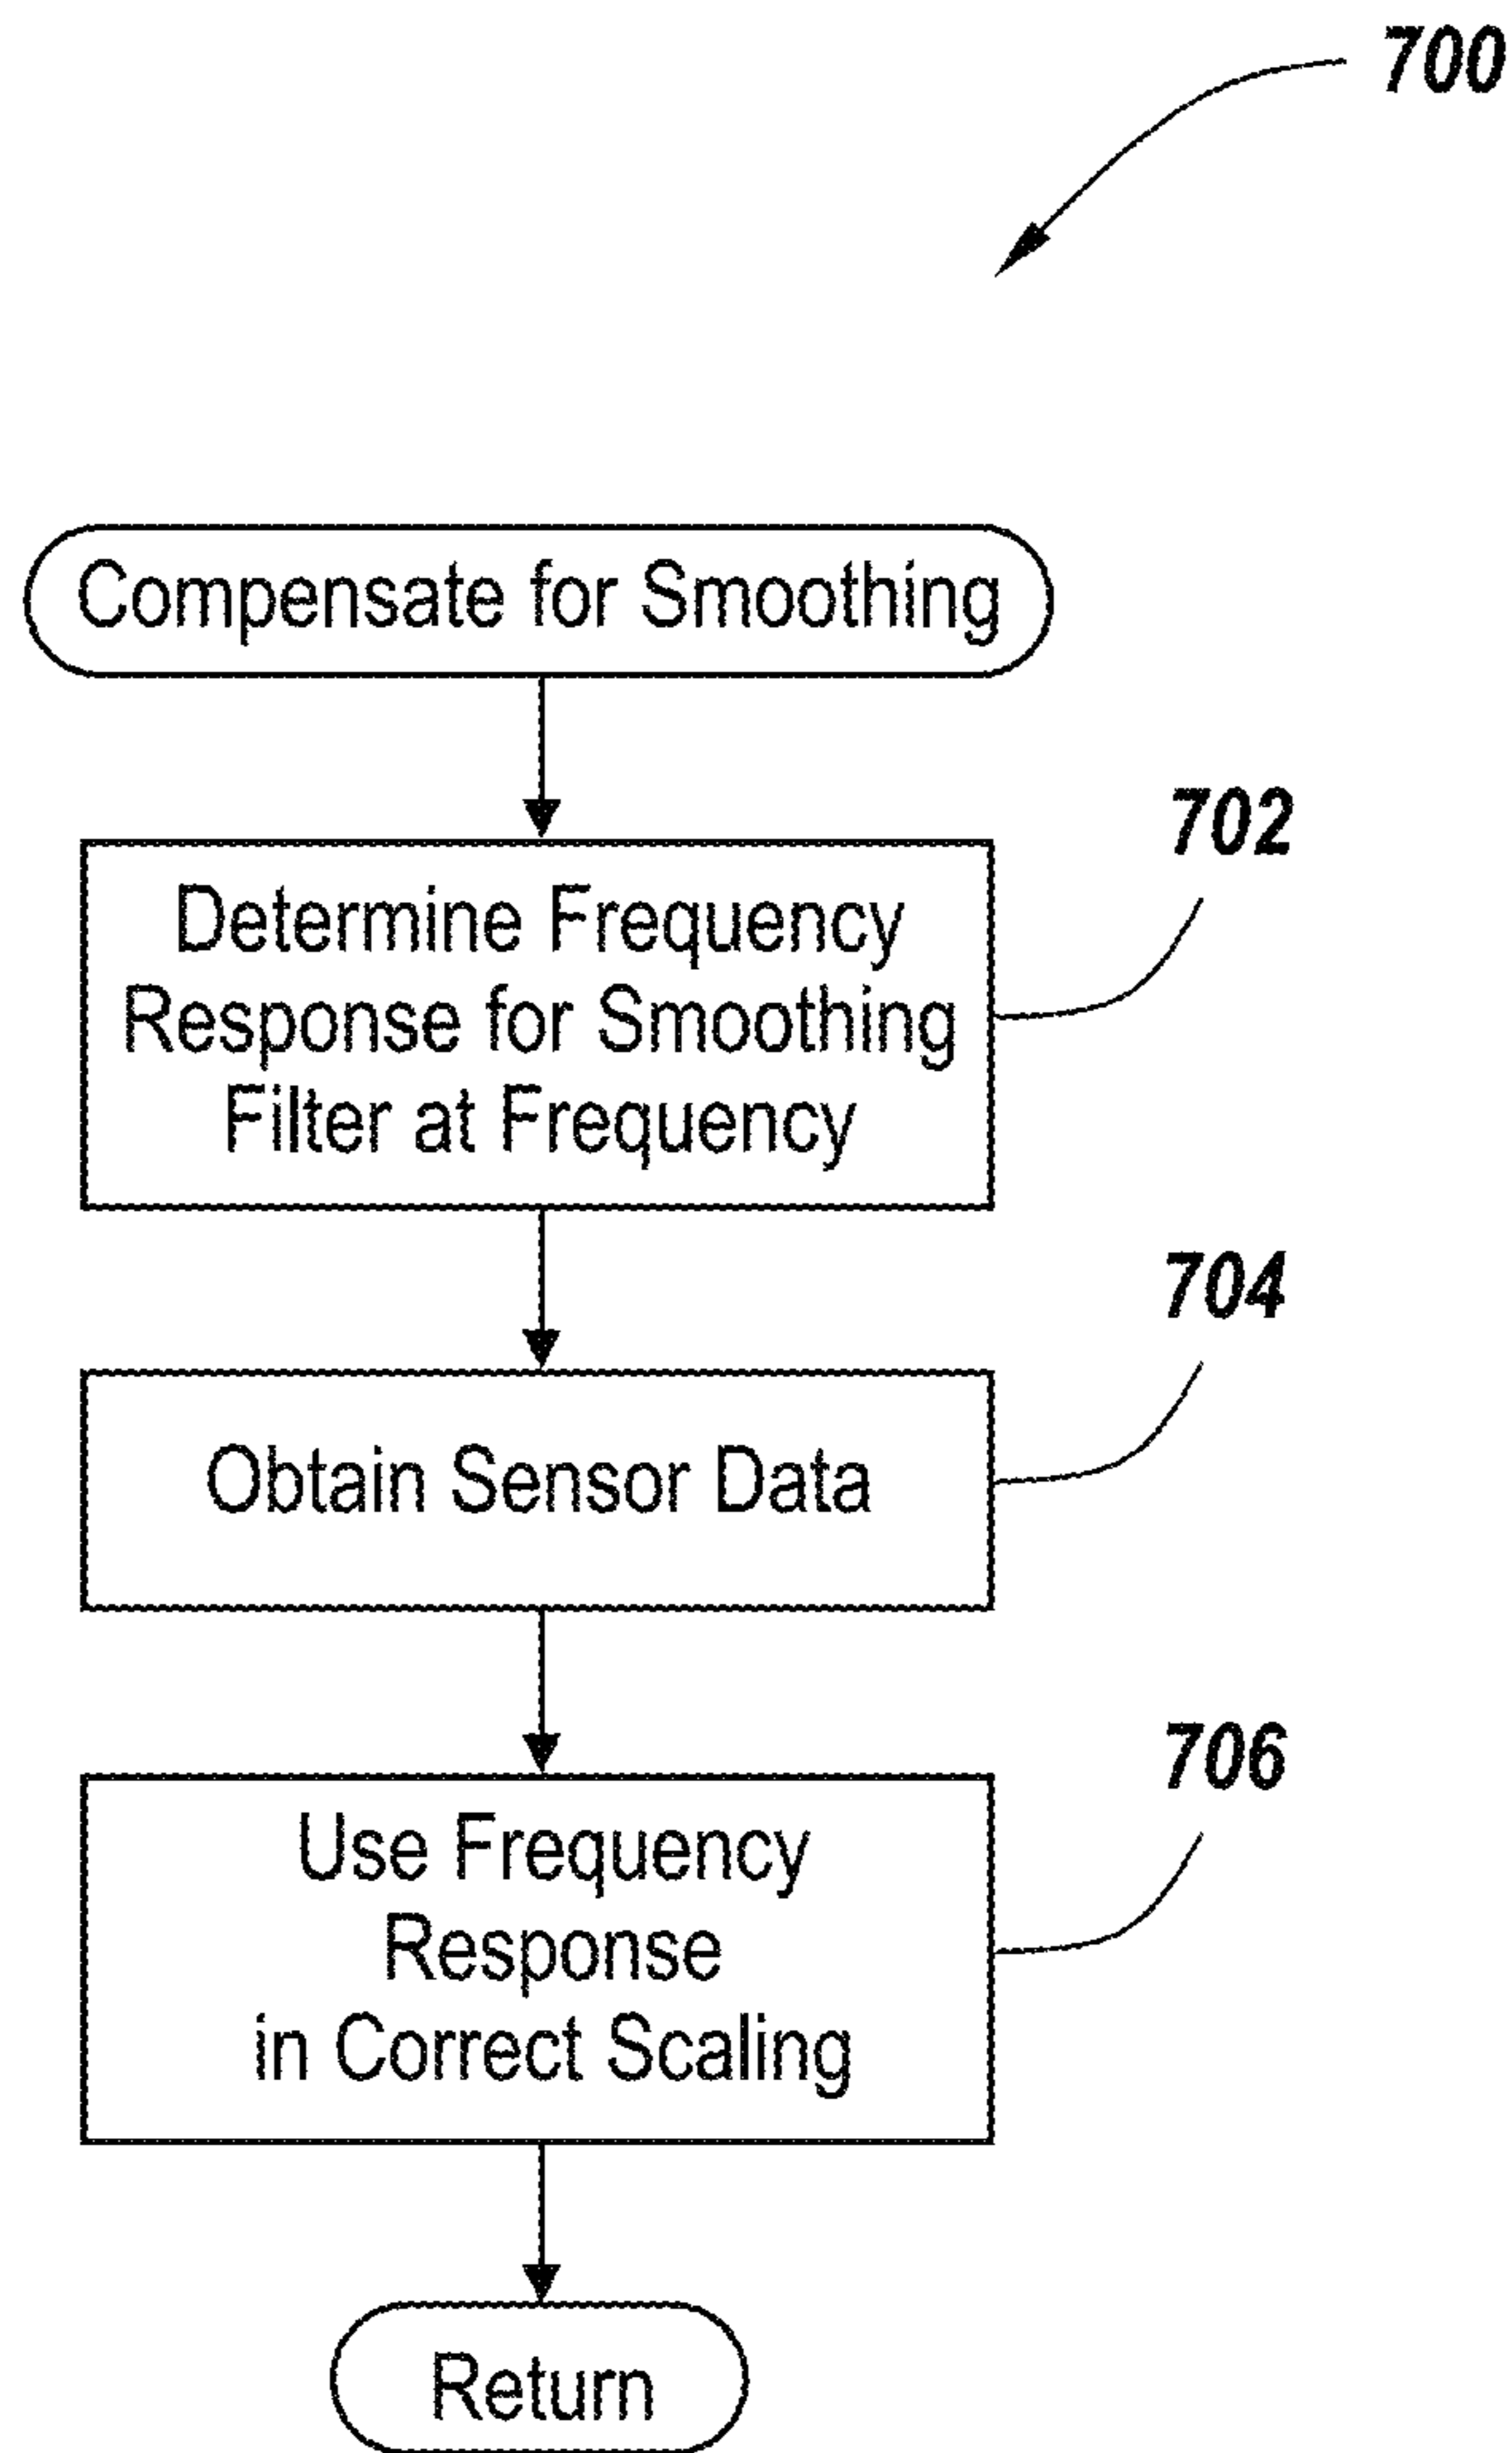 700
Compensate for Smoothing
702
Determine Frequency
Response for Smoothing
Filter at Frequency
704
Obtain Sensor Data
706
Use Frequency
Response
in Correct Scaling
Return